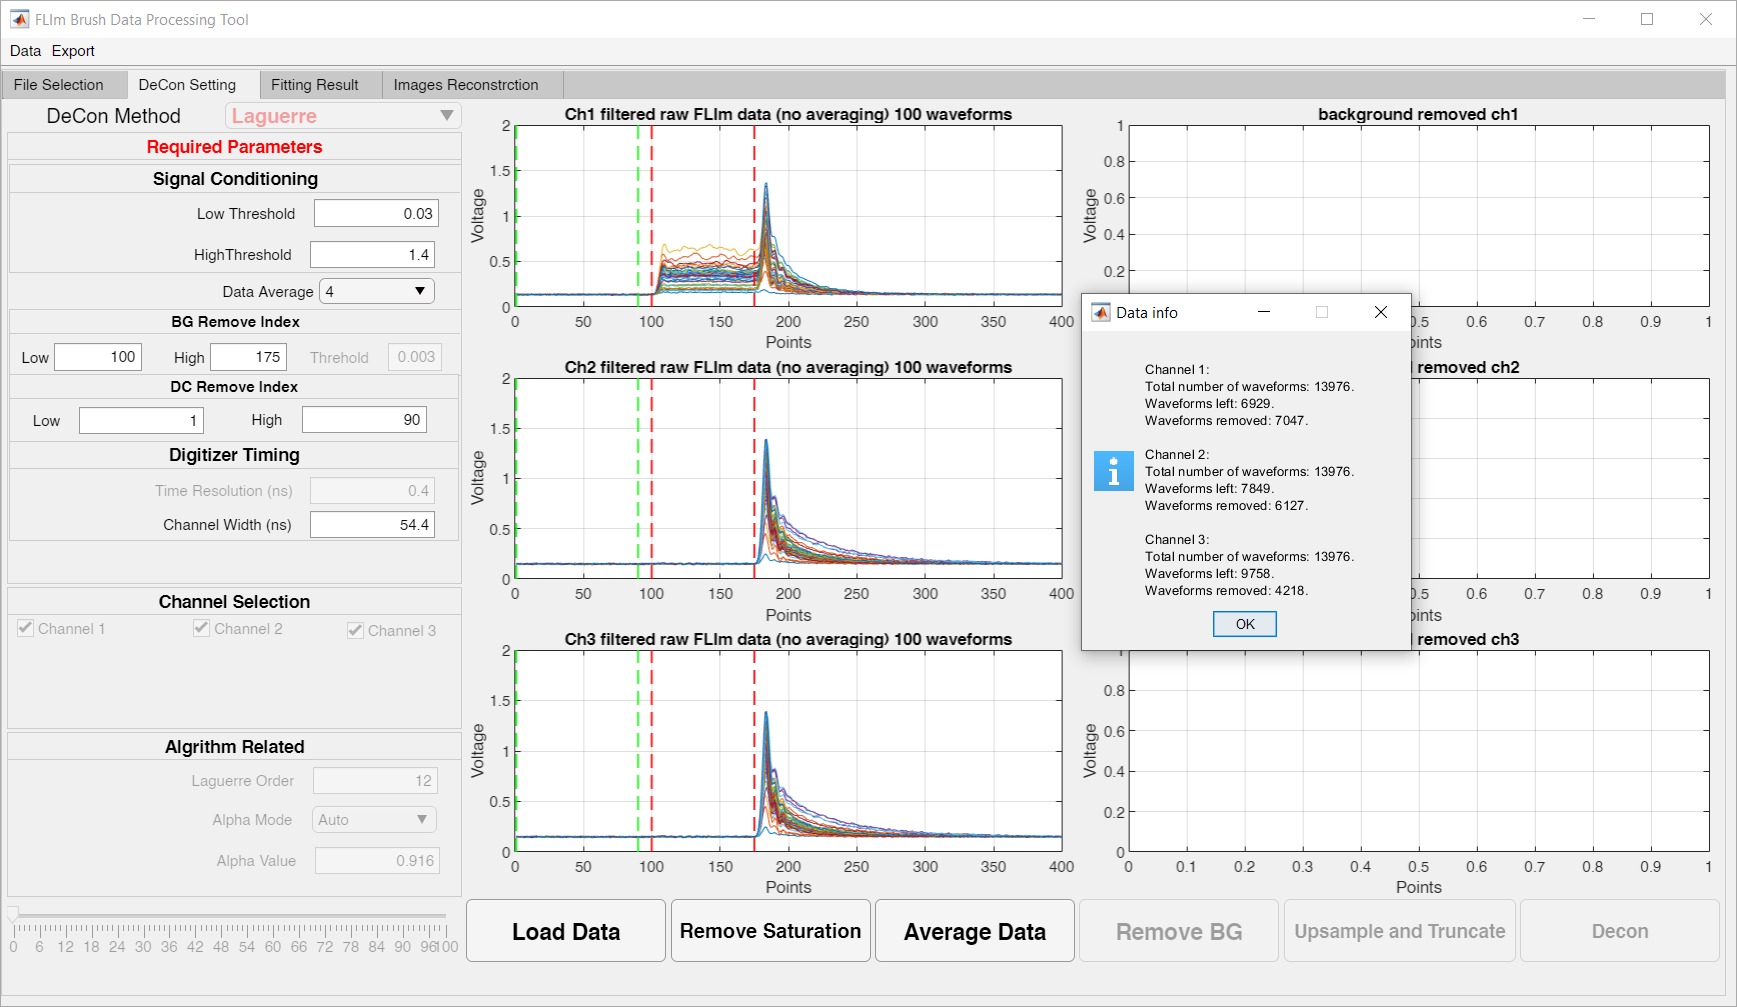 FLIm Brush Data Processing Tool
Data Export
File Selection DeCon Setting Fitting Result Images Reconstrction
DeCon Method Laguerre
Required Parameters
Signal Conditioning
Low Threshold 0.03
HighThreshold 1.4
Data Average 4
BG Remove Index
Low 100 High 175 Threhold 0.003
DC Remove Index
Low 1 High 90
Digitizer Timing
Time Resolution (ns) 0.4
Channel Width (ns) 54.4
Channel Selection
Channel 1 Channel 2 Channel 3
Algrithm Related
Laguerre Order 12
Alpha Mode Auto
Alpha Value 0.916
0 6 12 18 24 30 36 42 48 54 60 66 72 78 84 90 96 100
Ch1 filtered raw FLIm data (no averaging) 100 waveforms
Voltage
2
1.5
1
0.5
0
0 50 100 150 200 250 300 350 400
Points
Ch2 filtered raw FLIm data (no averaging) 100 waveforms
Voltage
2
1.5
1
0.5
0
0 50 100 150 200 250 300 350 400
Points
Ch3 filtered raw FLIm data (no averaging) 100 waveforms
Voltage
2
1.5
1
0.5
0
0 50 100 150 200 250 300 350 400
Points
background removed ch1
Voltage
1
0.8
0.6
0.4
0.2
0.5 0.6 0.7 0.8 0.9 1
oints
Data info
Channel 1:
Total number of waveforms: 13976.
Waveforms left: 6929.
Waveforms removed: 7047.
Channel 2:
Total number of waveforms: 13976.
Waveforms left: 7849.
Waveforms removed: 6127.
Channel 3:
Total number of waveforms: 13976.
Waveforms left: 9758.
Waveforms removed: 4218.
OK
removed ch2
0.5 0.6 0.7 0.8 0.9 1
oints
removed ch3
Voltage
1
0.8
0.6
0.4
0.2
0
0 0.1 0.2 0.3 0.4 0.5 0.6 0.7 0.8 0.9 1
Points
Load Data Remove Saturation Average Data Remove BG Upsample and Truncate Decon